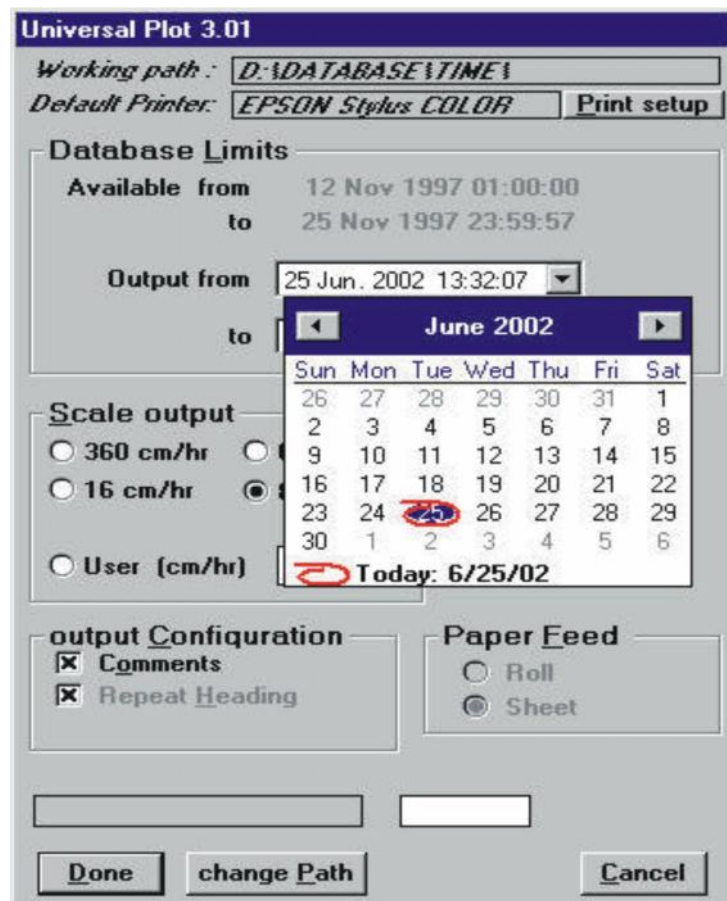 Universal Plot 3.01
Working path : D:\DATABASE\TIME\
Default Printer: EPSON Stylus COLOR Print setup
Database Limits
Available from 12 Nov 1997 01:00:00
to 25 Nov 1997 23:59:57
Output from 25 Jun. 2002 13:32:07
to
June 2002
Sun Mon Tue Wed Thu Fri Sat
26 27 28 29 30 31 1
2 3 4 5 6 7 8
9 10 11 12 13 14 15
16 17 18 19 20 21 22
23 24 25 26 27 28 29
30 1 2 3 4 5 6
Today: 6/25/02
Scale output
360 cm/hr
16 cm/hr
User (cm/hr)
output Configuration
Comments
Repeat Heading
Paper Feed
Roll
Sheet
Done change Path Cancel